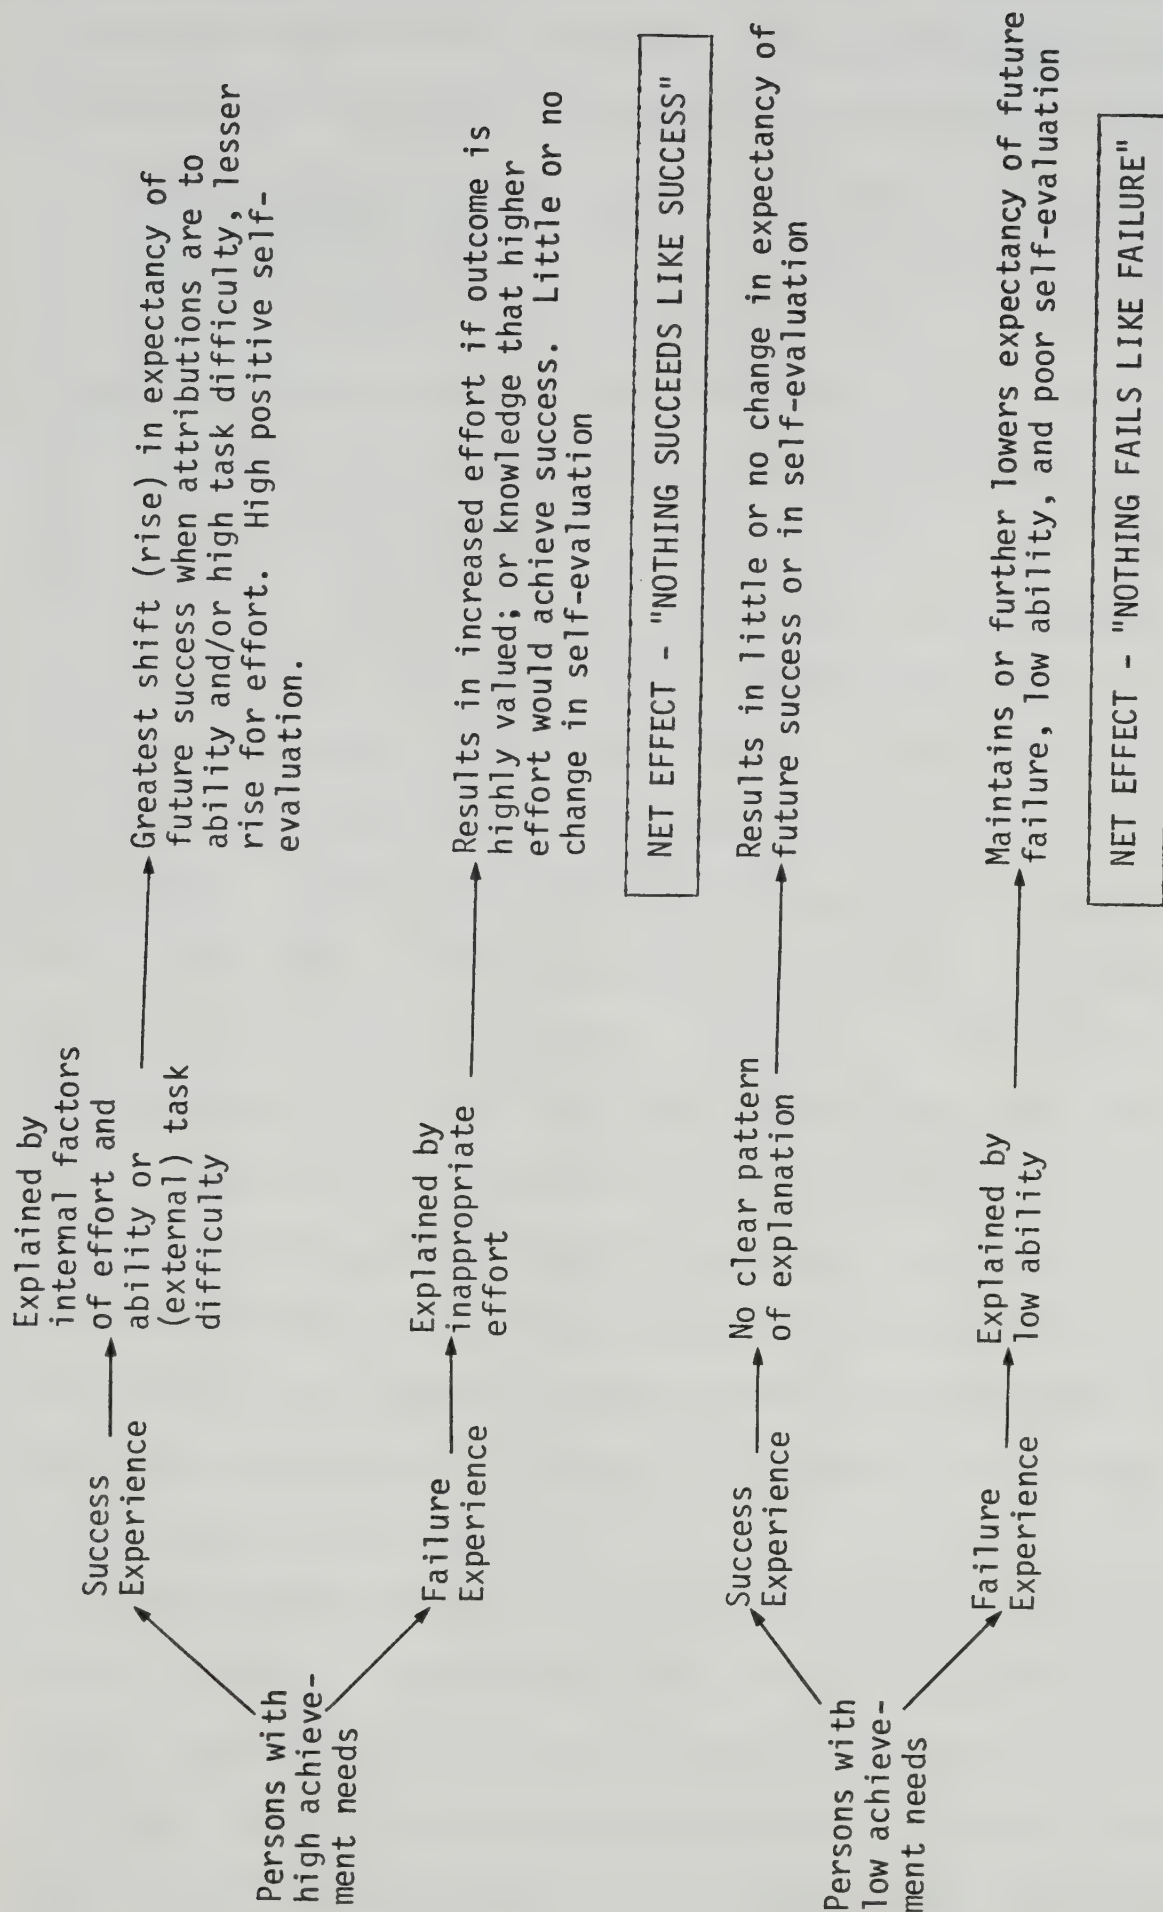 Persons with
high achieve-
ment needs
Success
Experience
Explained by
internal factors
of effort and
ability or
(external) task
difficulty
Greatest shift (rise) in expectancy of
future success when attributions are to
ability and/or high task difficulty, lesser
rise for effort. High positive self-
evaluation.
Failure
Experience
Explained by
inappropriate
effort
Results in increased effort if outcome is
highly valued; or knowledge that higher
effort would achieve success. Little or no
change in self-evaluation
NET EFFECT - "NOTHING SUCCEEDS LIKE SUCCESS"
Persons with
low achieve-
ment needs
Success
Experience
No clear pattern
of explanation
Results in little or no change in expectancy of
future success or in self-evaluation
Failure
Experience
Explained by
low ability
Maintains or further lowers expectancy of future
failure, low ability, and poor self-evaluation
NET EFFECT - "NOTHING FAILS LIKE FAILURE"